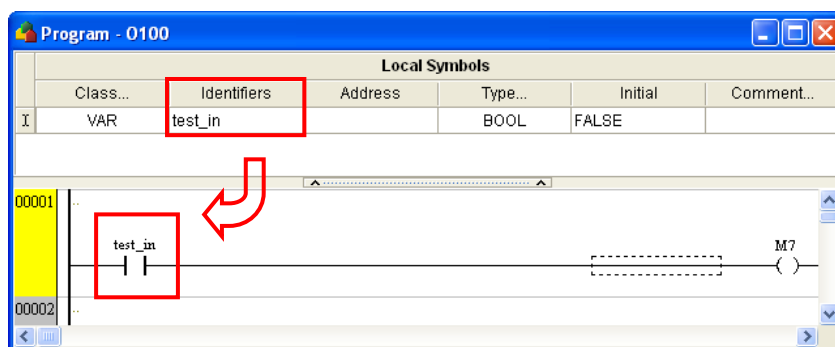 Program - O100
Local Symbols
Class... Identifiers Address Type... Initial Comment...
I VAR test_in BOOL FALSE
00001
test_in M7
00002